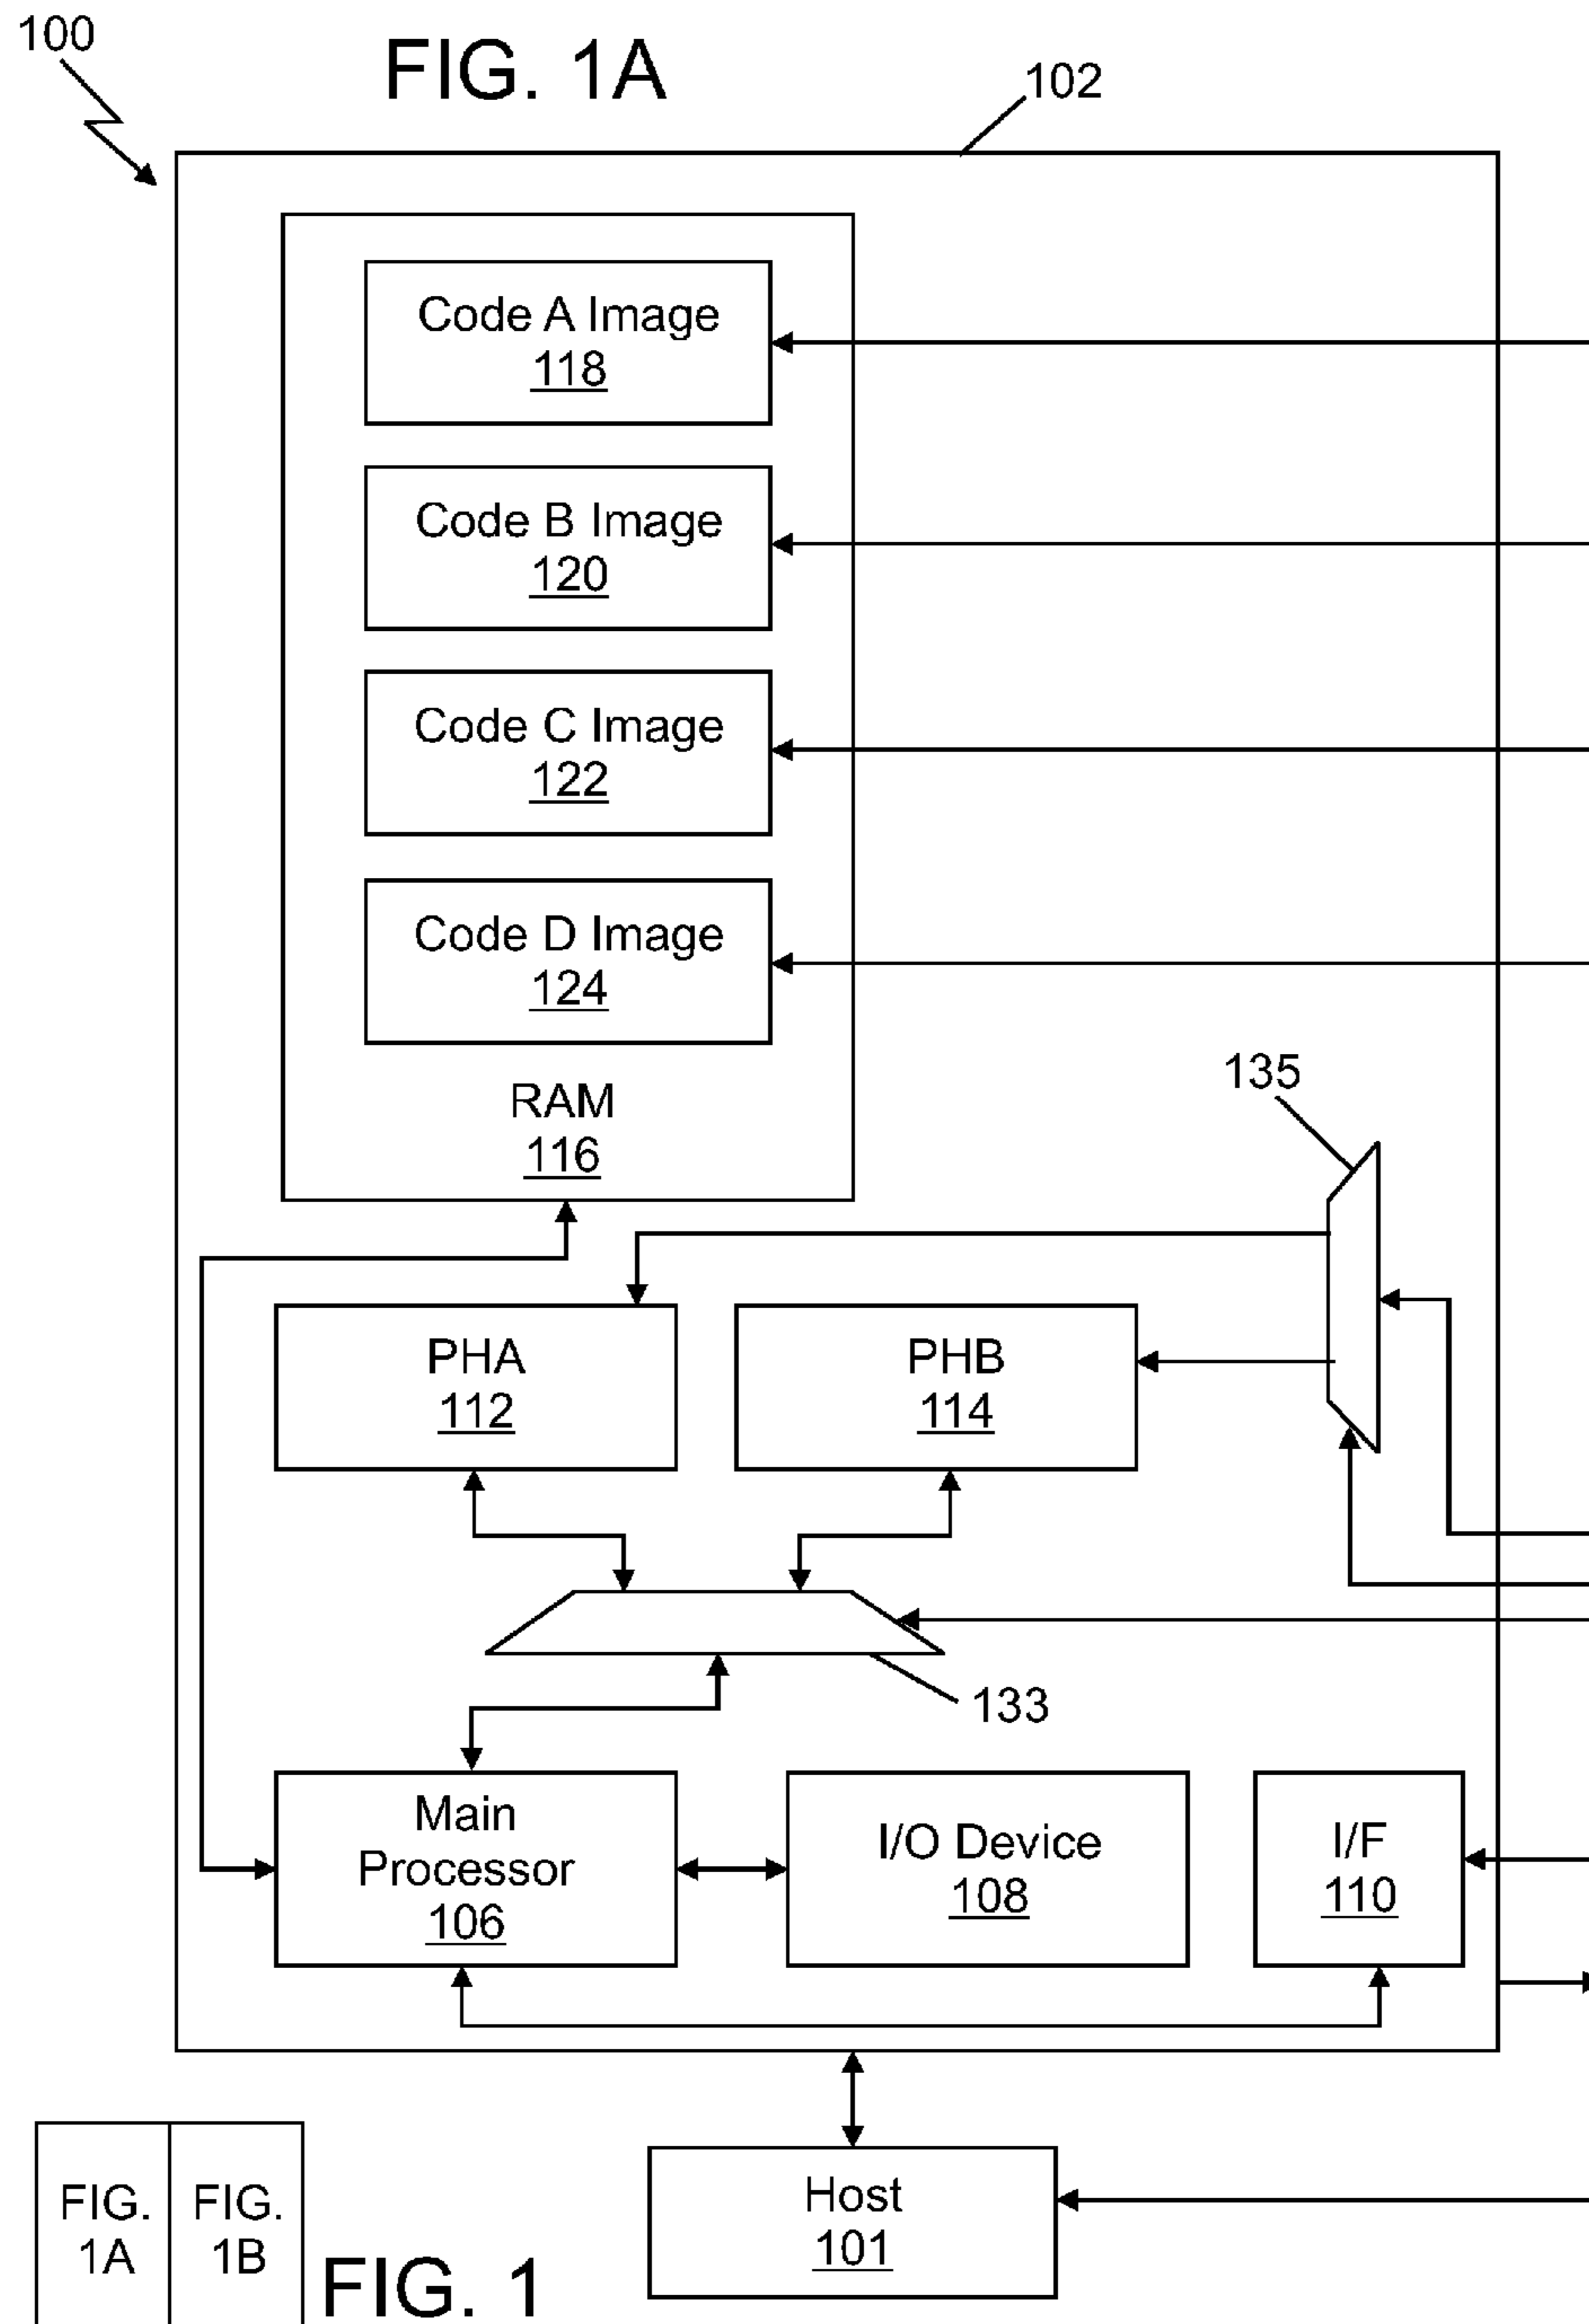 100
FIG. 1A
102
Code A Image
118
Code B Image
120
Code C Image
122
Code D Image
124
RAM
116
135
PHA
112
PHB
114
133
Main
Processor
106
I/O Device
108
I/F
110
Host
101
FIG.
1A
FIG.
1B
FIG. 1